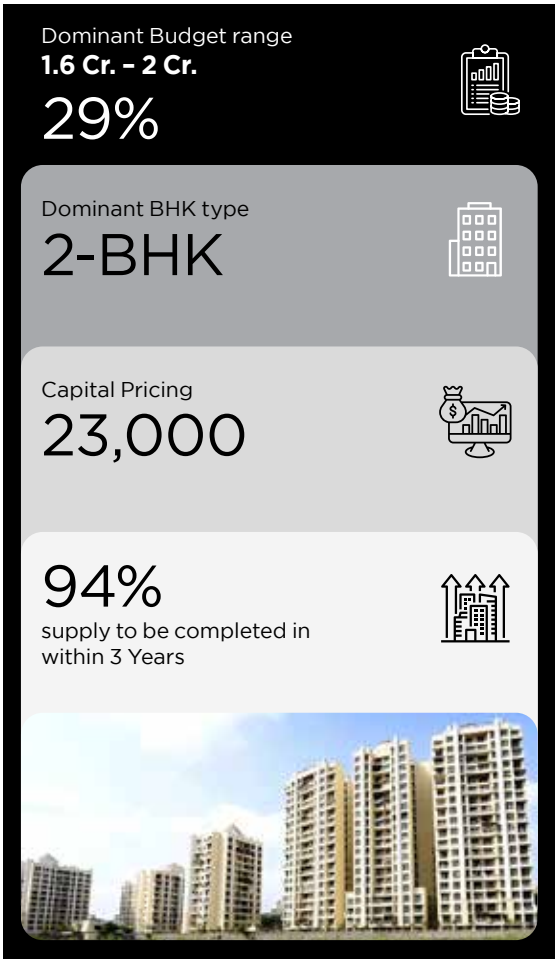 Dominant Budget range
1.6 Cr. – 2 Cr.
29%
Dominant BHK type
2-BHK
Capital Pricing
23,000
$
94%
supply to be completed in
within 3 Years